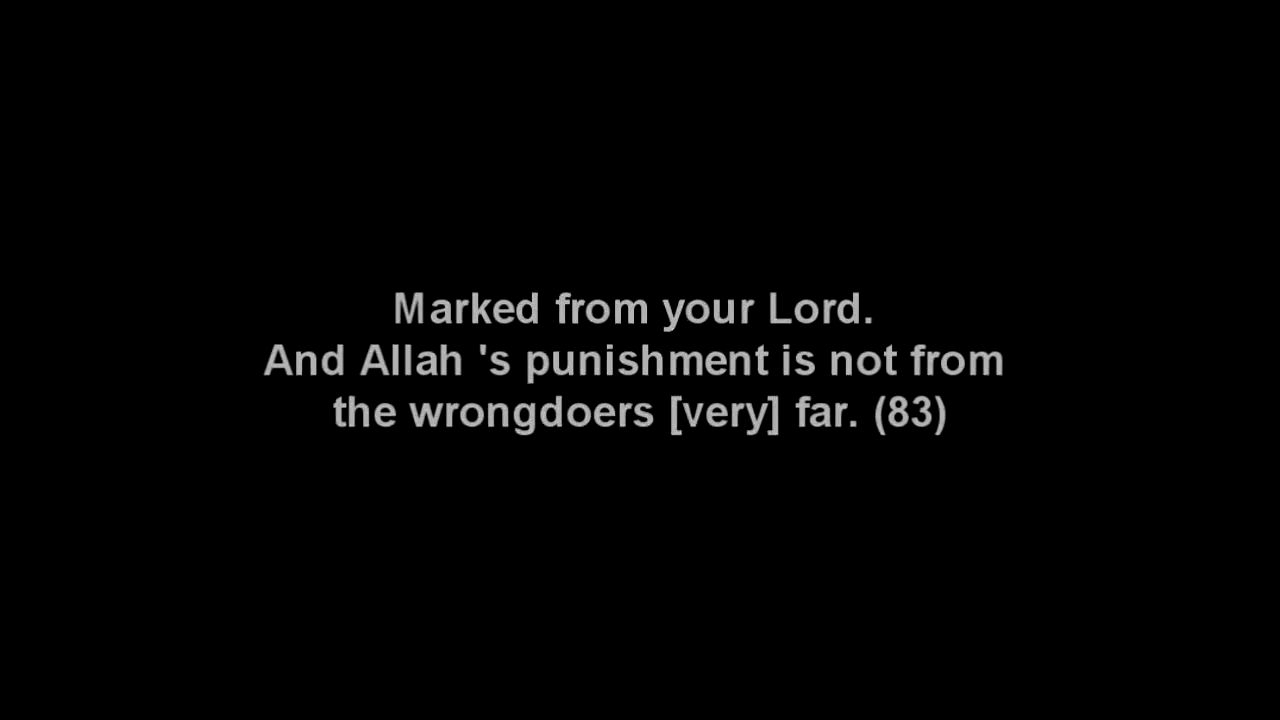 Marked from your Lord.
And Allah 's punishment is not from
the wrongdoers [very] far. (83)